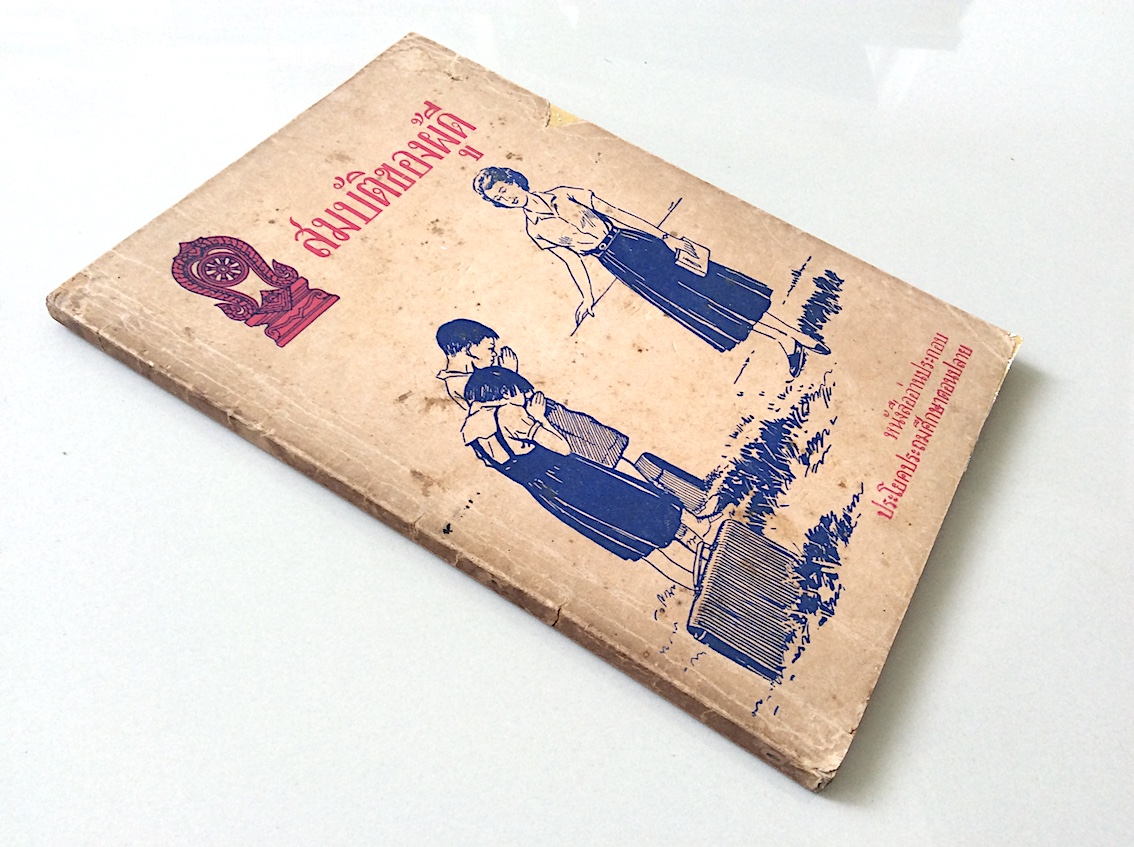 สมบัติของผู้ดี
หนังสืออ่านประกอบ
ประโยคประถมศึกษาตอนปลาย